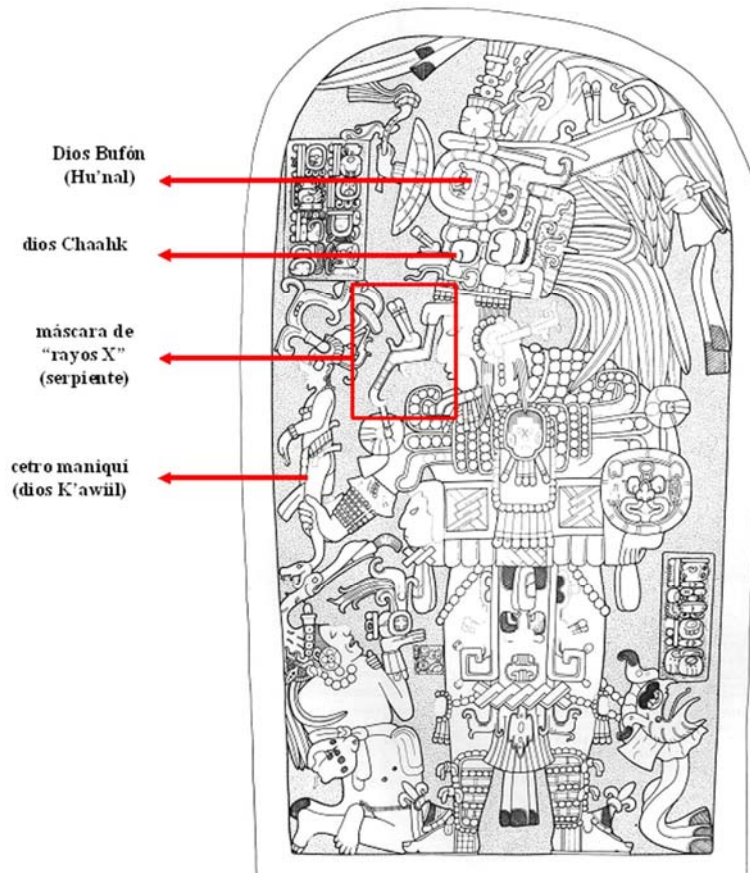 Dios Bufón
(Hu'nal)
dios Chaahk
máscara de
"rayos X"
(serpiente)
cetro maniquí
(dios K'awiil)